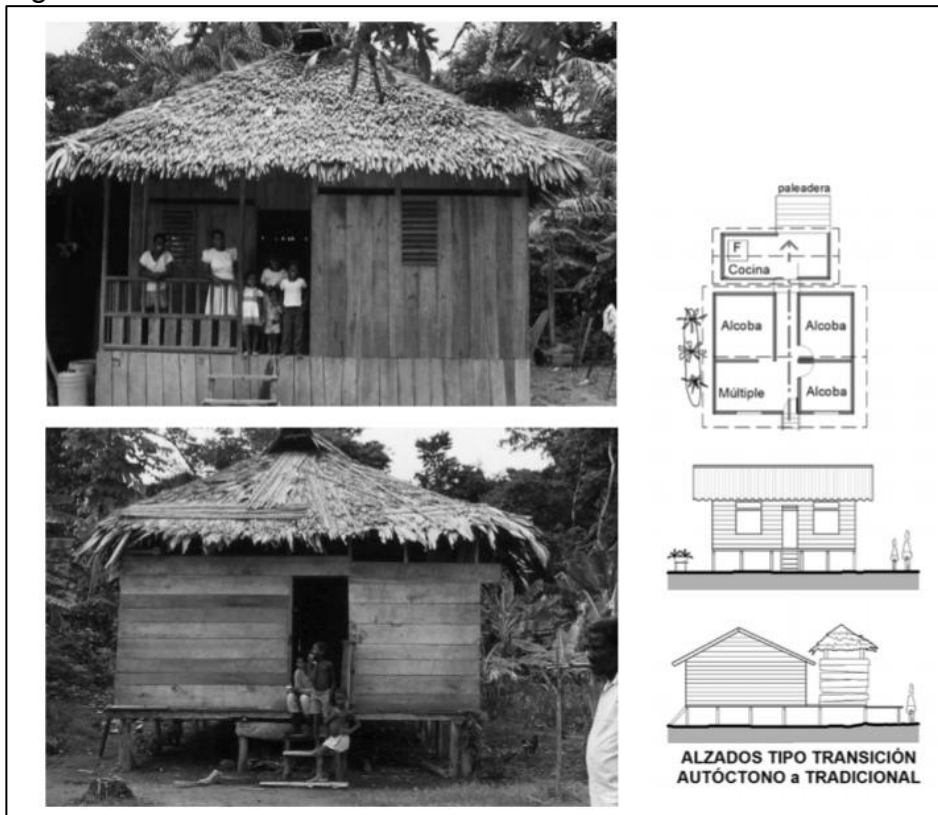 paleadera
F
Cocina
Alcoba Alcoba
Múltiple Alcoba
ALZADOS TIPO TRANSICIÓN
AUTÓCTONO a TRADICIONAL